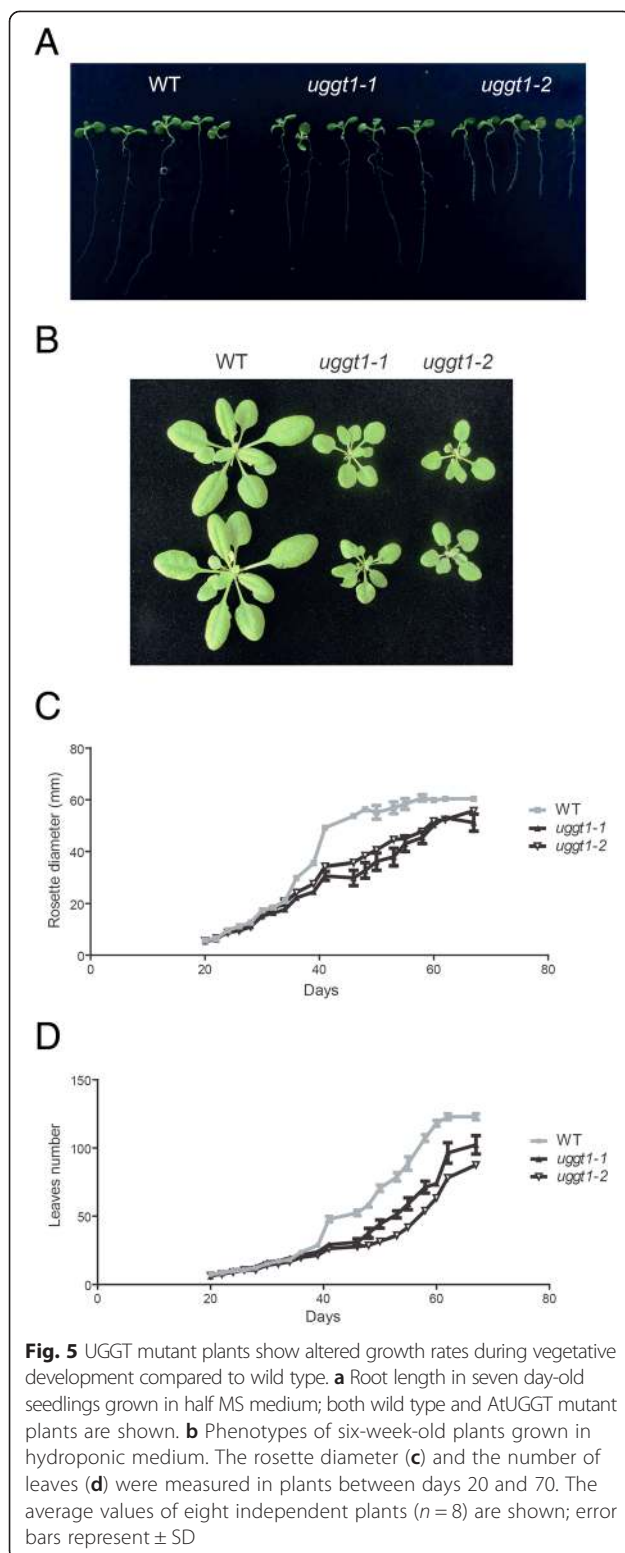 A
WT uggt1-1 uggt1-2
B
WT uggt1-1 uggt1-2
C
80
60
40
20
0
Rosette diameter (mm)
0 20 40 60 80
Days
WT
uggt1-1
uggt1-2
D
150
100
50
0
Leaves number
0 20 40 60 80
Days
WT
uggt1-1
uggt1-2
Fig. 5 UGGT mutant plants show altered growth rates during vegetative
development compared to wild type. a Root length in seven day-old
seedlings grown in half MS medium; both wild type and AtUGGT mutant
plants are shown. b Phenotypes of six-week-old plants grown in
hydroponic medium. The rosette diameter (c) and the number of
leaves (d) were measured in plants between days 20 and 70. The
average values of eight independent plants (n = 8) are shown; error
bars represent ± SD